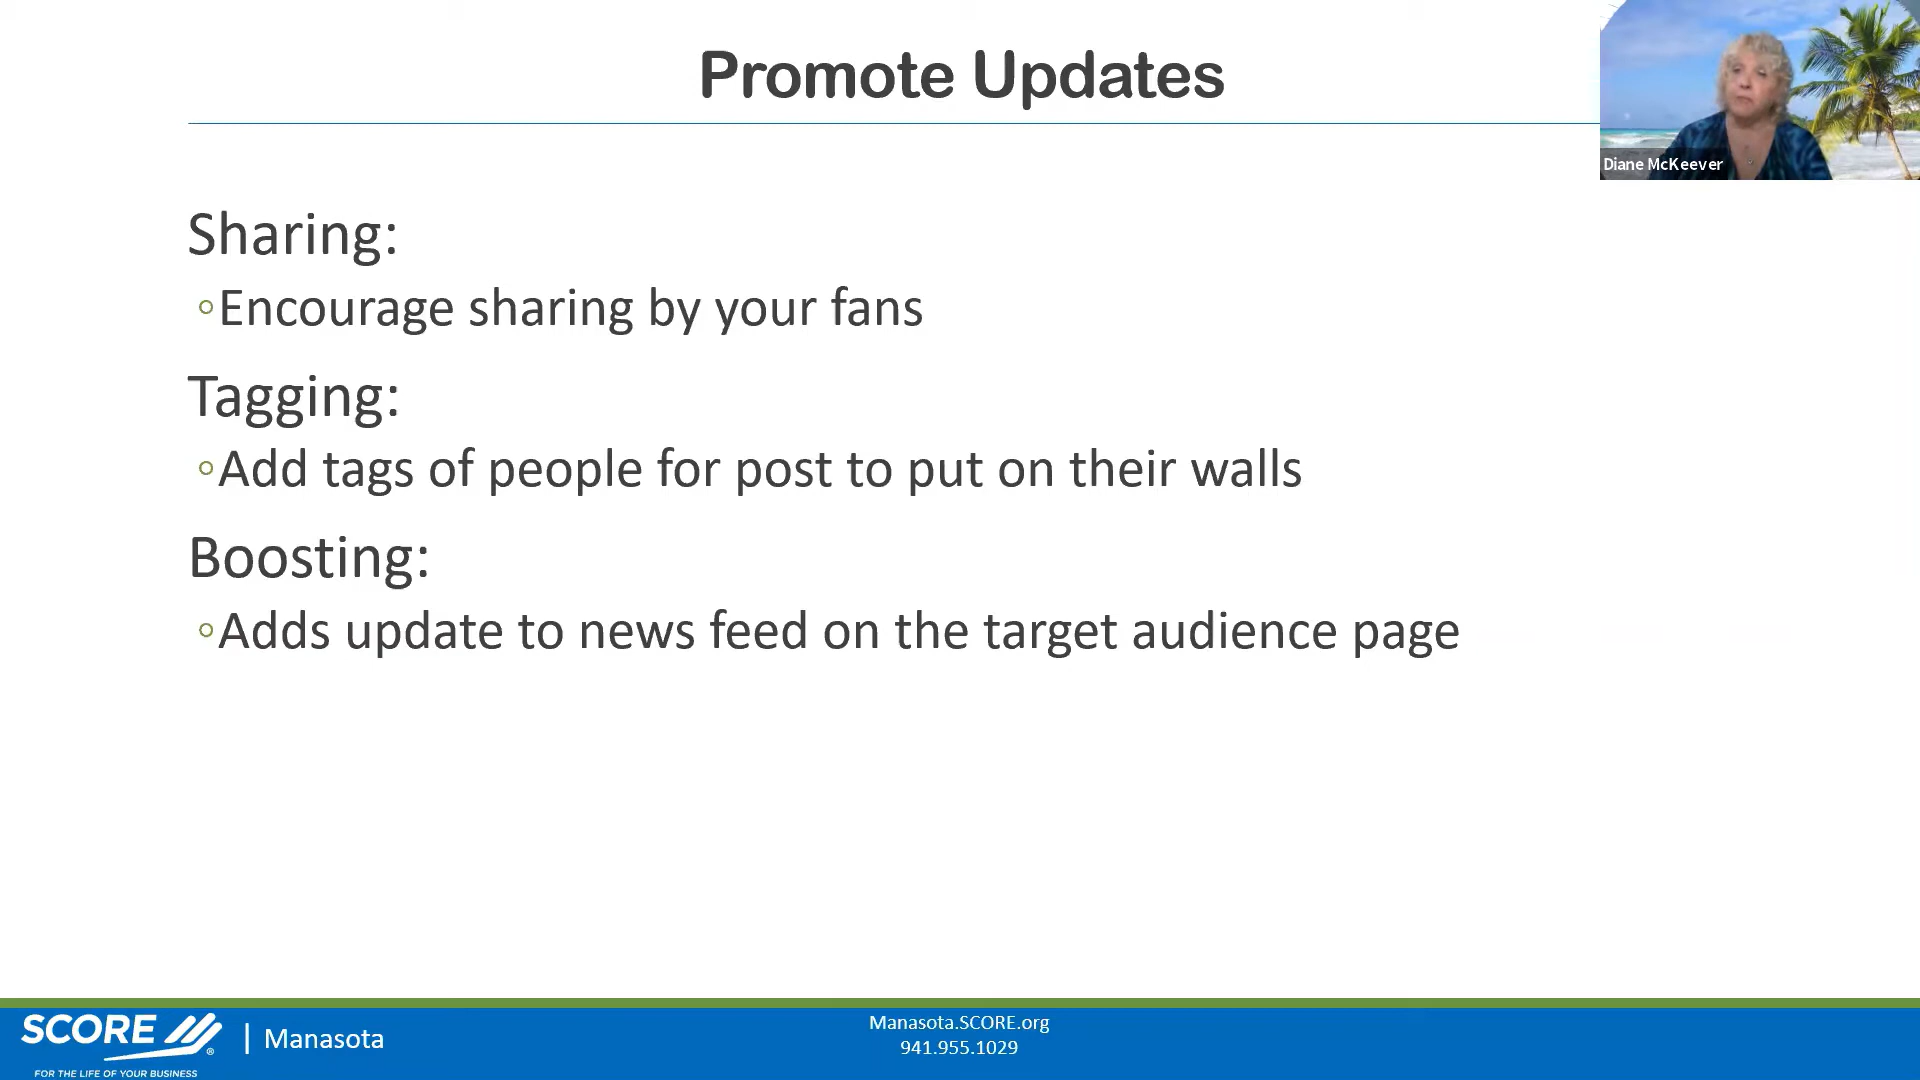 Promote Updates
Diane McKeever
Sharing:
◦Encourage sharing by your fans
Tagging:
◦Add tags of people for post to put on their walls
Boosting:
◦Adds update to news feed on the target audience page
SCORE ® | Manasota
FOR THE LIFE OF YOUR BUSINESS
Manasota.SCORE.org
941.955.1029